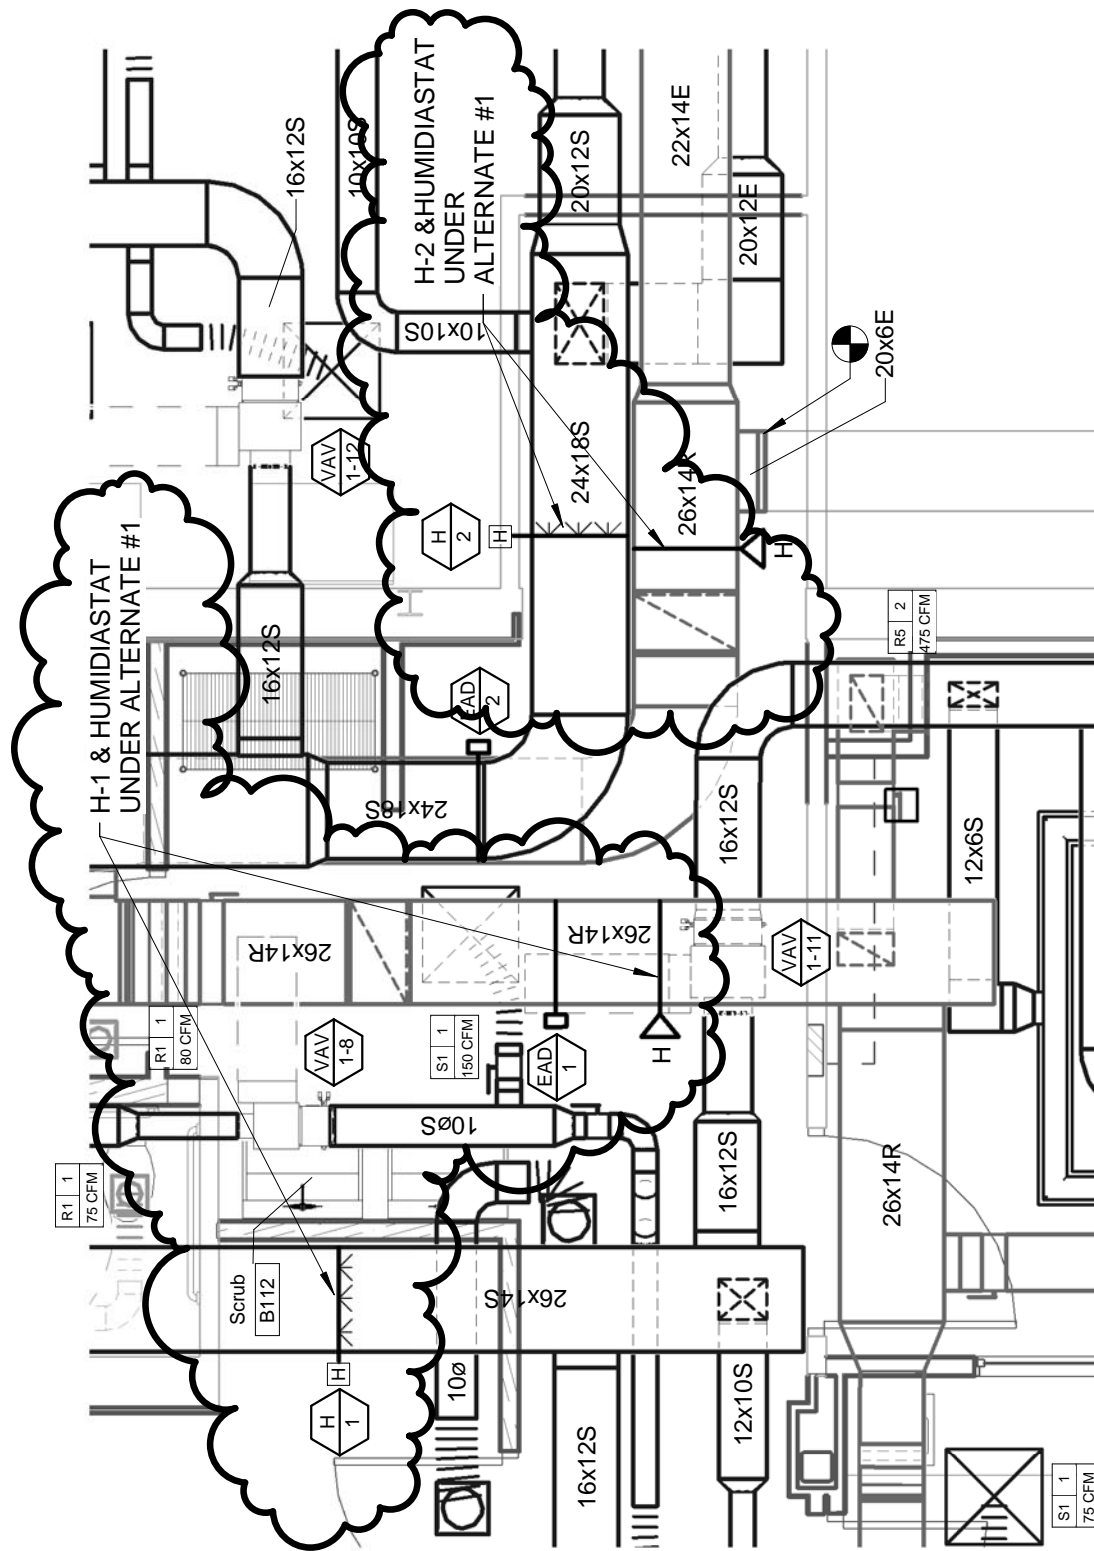 H-1 & HUMIDIASTAT
UNDER ALTERNATE #1
H-2 &HUMIDIASTAT
UNDER
ALTERNATE #1
16x12S
10x10S
10x10S
20x12S
22x14E
20x12E
20x6E
24x18S
26x14R
VAV
1-12
H
2
H
H
16x12S
EAD
2
24x18S
R5 2
475 CFM
16x12S
12x6S
26x14R
26x14R
VAV
1-11
R1 1
80 CFM
VAV
1-8
S1 1
150 CFM
EAD
1
H
10øS
R1 1
75 CFM
16x12S
26x14R
Scrub
B112
26x14S
H
H
1
10ø
16x12S
12x10S
S1 1
75 CFM